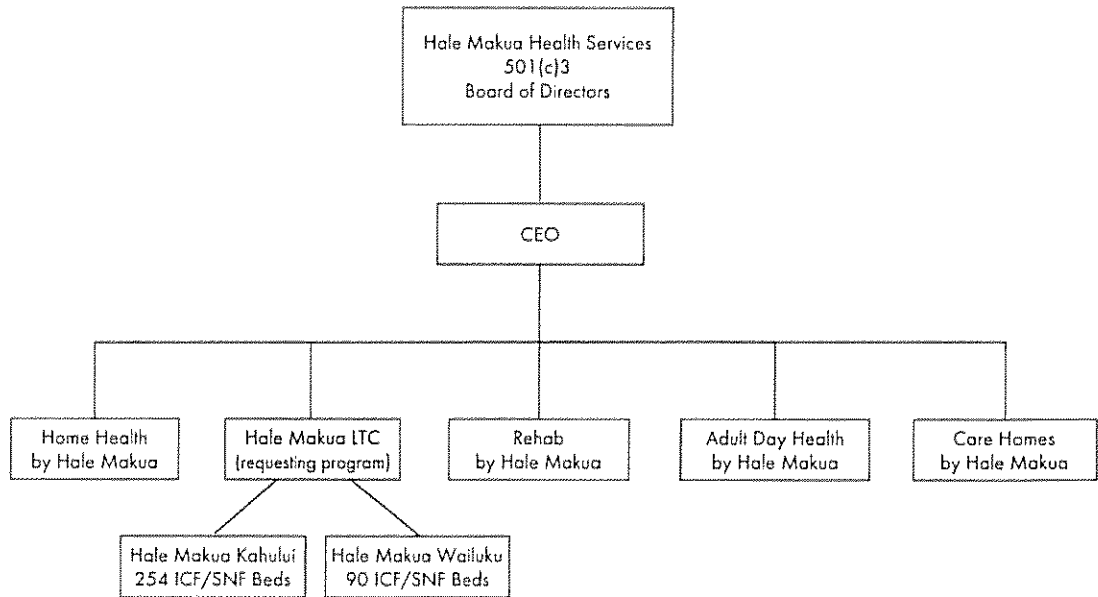 Hale Makua Health Services
501(c)3
Board of Directors
CEO
Home Health
by Hale Makua
Hale Makua LTC
(requesting program)
Rehab
by Hale Makua
Adult Day Health
by Hale Makua
Care Homes
by Hale Makua
Hale Makua Kahului
254 ICF/SNF Beds
Hale Makua Wailuku
90 ICF/SNF Beds